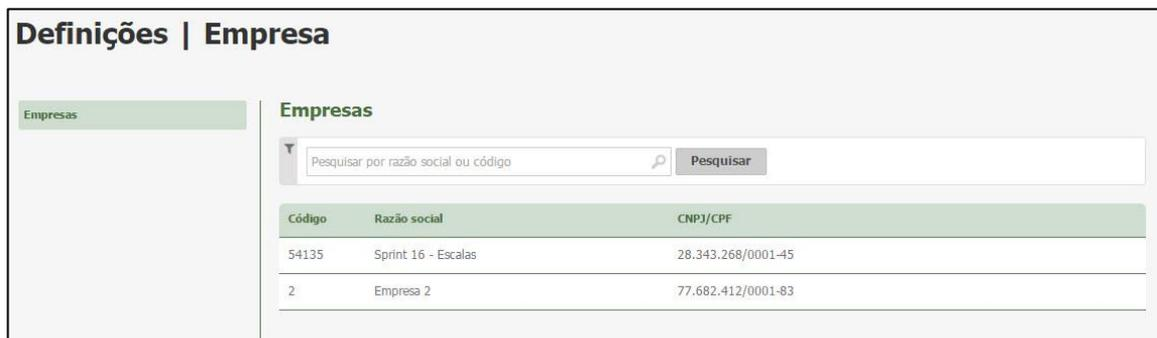 Definições | Empresa
Empresas
Empresas
Pesquisar por razão social ou código
Pesquisar
Código Razão social CNPJ/CPF
54135 Sprint 16 - Escalas 28.343.268/0001-45
2 Empresa 2 77.682.412/0001-83